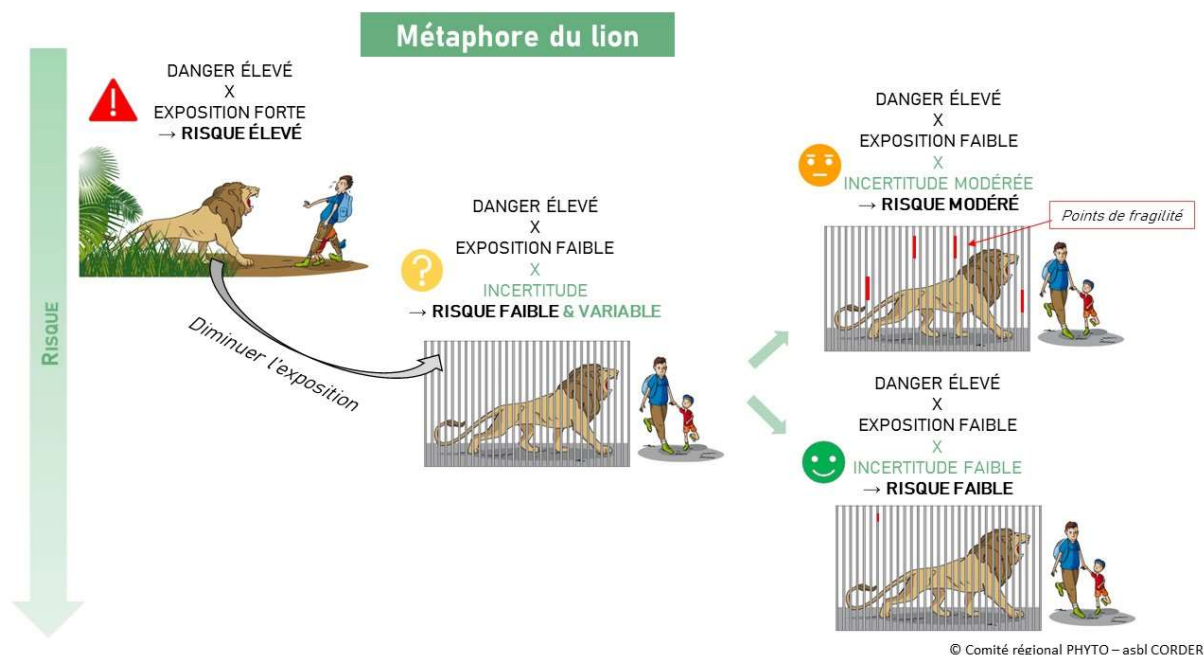 Métaphore du lion
RISQUE
DANGER ÉLEVÉ
X
EXPOSITION FORTE
→ RISQUE ÉLEVÉ
Diminuer l'exposition
DANGER ÉLEVÉ
X
EXPOSITION FAIBLE
X
INCERTITUDE
→ RISQUE FAIBLE & VARIABLE
DANGER ÉLEVÉ
X
EXPOSITION FAIBLE
X
INCERTITUDE MODÉRÉE
→ RISQUE MODÉRÉ
Points de fragilité
DANGER ÉLEVÉ
X
EXPOSITION FAIBLE
X
INCERTITUDE FAIBLE
→ RISQUE FAIBLE
© Comité régional PHYTO – asbl CORDER